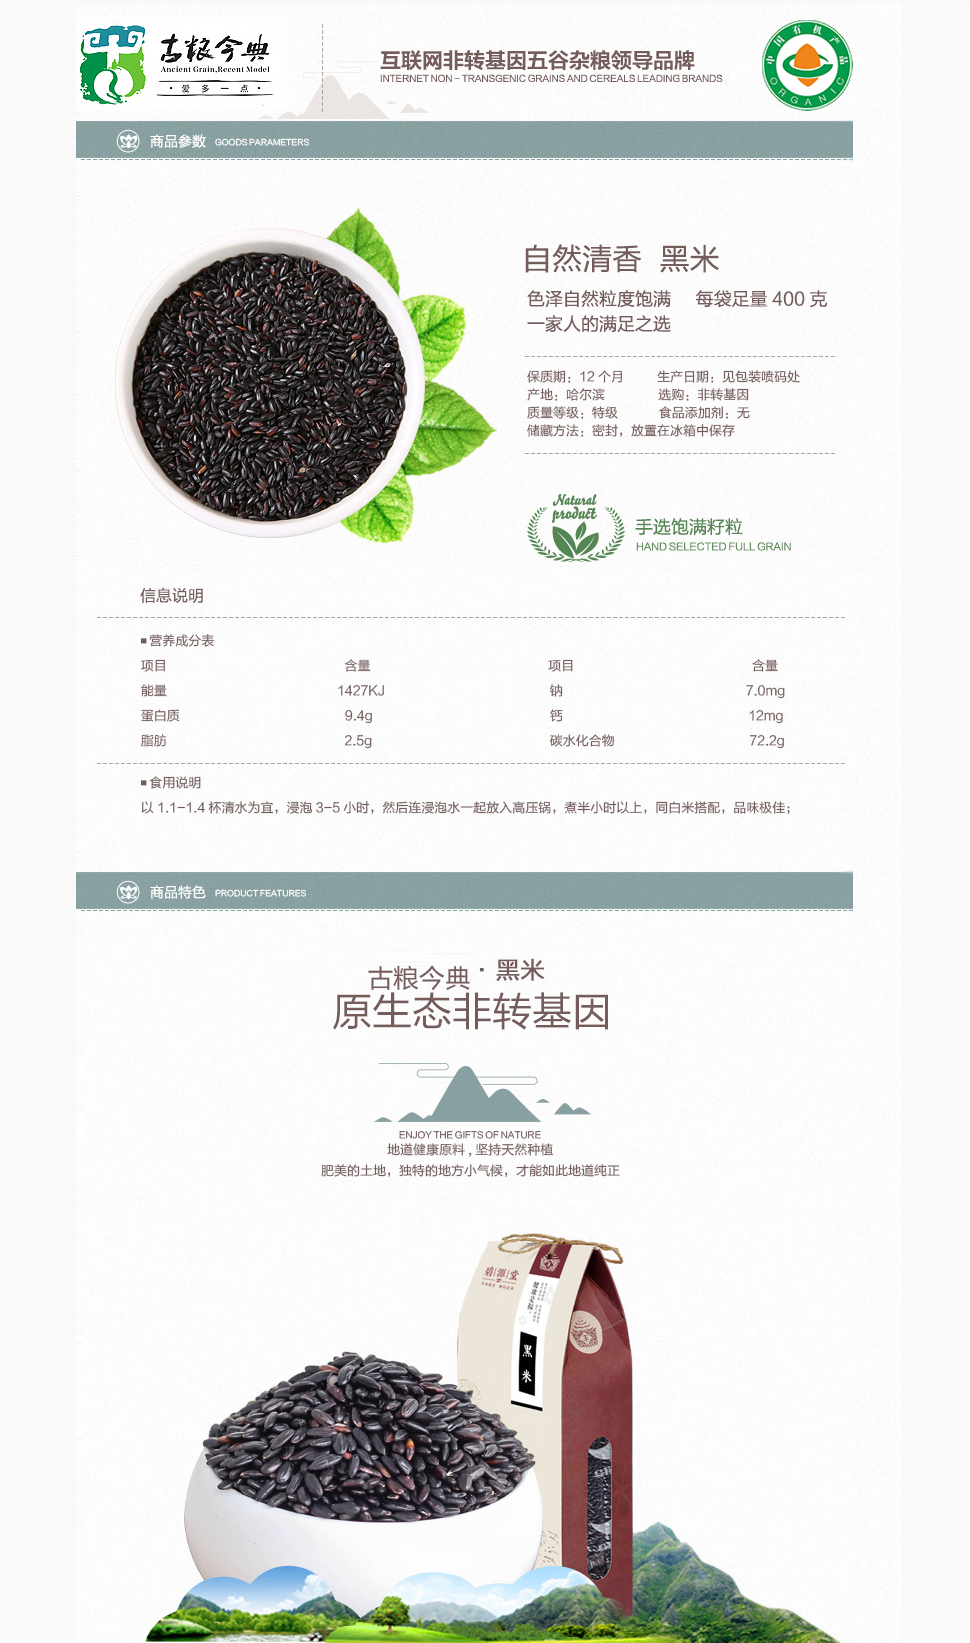 古粮今典
Ancient Grain,Recent Model
· 爱 多 一 点 ·
互联网非转基因五谷杂粮领导品牌
INTERNET NON – TRANSGENIC GRAINS AND CEREALS LEADING BRANDS
中国有机产品
ORGANIC
商品参数 GOODS PARAMETERS
自然清香 黑米
色泽自然粒度饱满 每袋足量 400 克
一家人的满足之选
保质期：12 个月 生产日期：见包装喷码处
产地：哈尔滨 选购：非转基因
质量等级：特级 食品添加剂：无
储藏方法：密封，放置在冰箱中保存
Natural
product
手选饱满籽粒
HAND SELECTED FULL GRAIN
信息说明
■ 营养成分表
项目 含量 项目 含量
能量 1427KJ 钠 7.0mg
蛋白质 9.4g 钙 12mg
脂肪 2.5g 碳水化合物 72.2g
■ 食用说明
以 1.1–1.4 杯清水为宜，浸泡 3–5 小时，然后连浸泡水一起放入高压锅，煮半小时以上，同白米搭配，品味极佳；
商品特色 PRODUCT FEATURES
古粮今典 · 黑米
原生态非转基因
ENJOY THE GIFTS OF NATURE
地道健康原料 , 坚持天然种植
肥美的土地，独特的地方小气候，才能如此地道纯正
碧源堂
健康是福
黑米